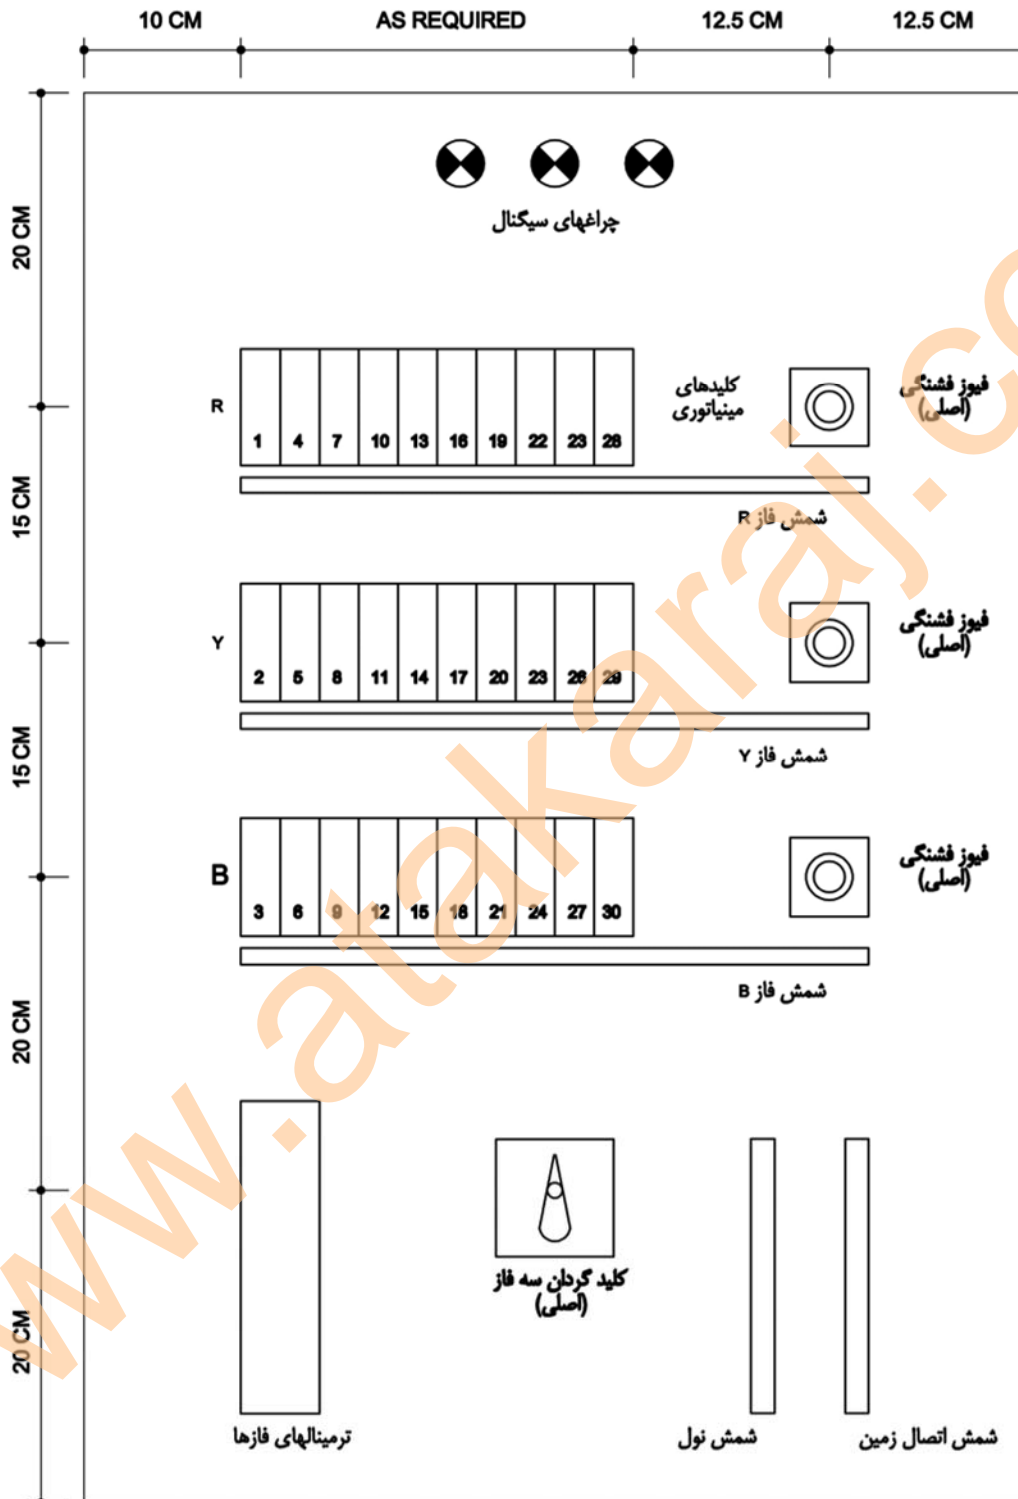 10 CM
AS REQUIRED
12.5 CM
12.5 CM
20 CM
چراغهای سیگنال
R
1 4 7 10 13 16 19 22 23 28
کلیدهای
مینیاتوری
فیوز فشنگی
(اصلی)
شمش فاز R
15 CM
Y
2 5 8 11 14 17 20 23 26 29
فیوز فشنگی
(اصلی)
شمش فاز Y
15 CM
B
3 6 9 12 15 18 21 24 27 30
فیوز فشنگی
(اصلی)
شمش فاز B
20 CM
کلید گردان سه فاز
(اصلی)
20 CM
ترمینالهای فازها
شمش نول
شمش اتصال زمین